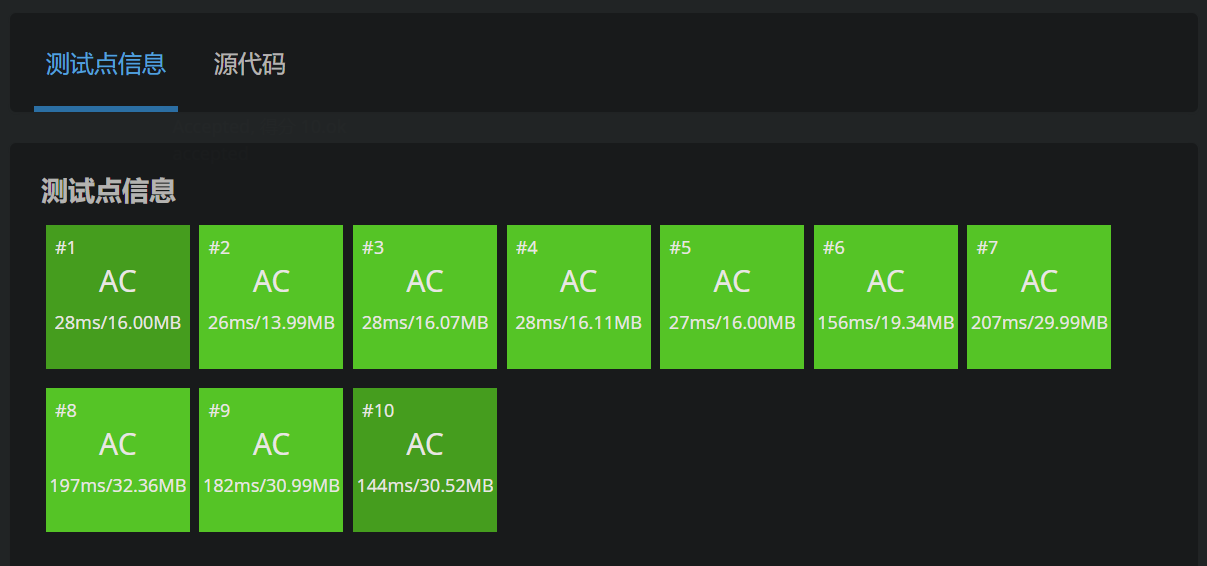 测试点信息 源代码
测试点信息
#1 #2 #3 #4 #5 #6 #7
AC AC AC AC AC AC AC
28ms/16.00MB 26ms/13.99MB 28ms/16.07MB 28ms/16.11MB 27ms/16.00MB 156ms/19.34MB 207ms/29.99MB
#8 #9 #10
AC AC AC
197ms/32.36MB 182ms/30.99MB 144ms/30.52MB